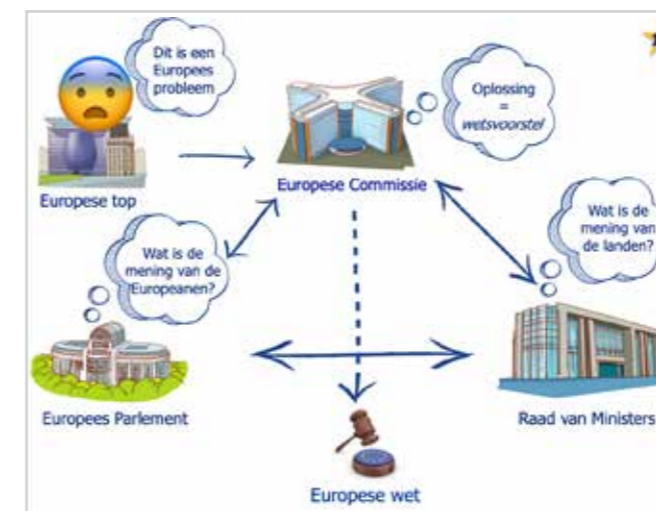 Dit is een
Europees
probleem
Oplossing
=
wetsvoorstel
Europese top
Europese Commissie
Wat is de
mening van de
Europeanen?
Wat is de
mening van
de landen?
Europees Parlement
Raad van Ministers
Europese wet